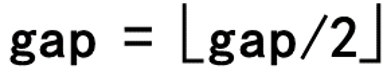 gap = ⌊gap/2⌋